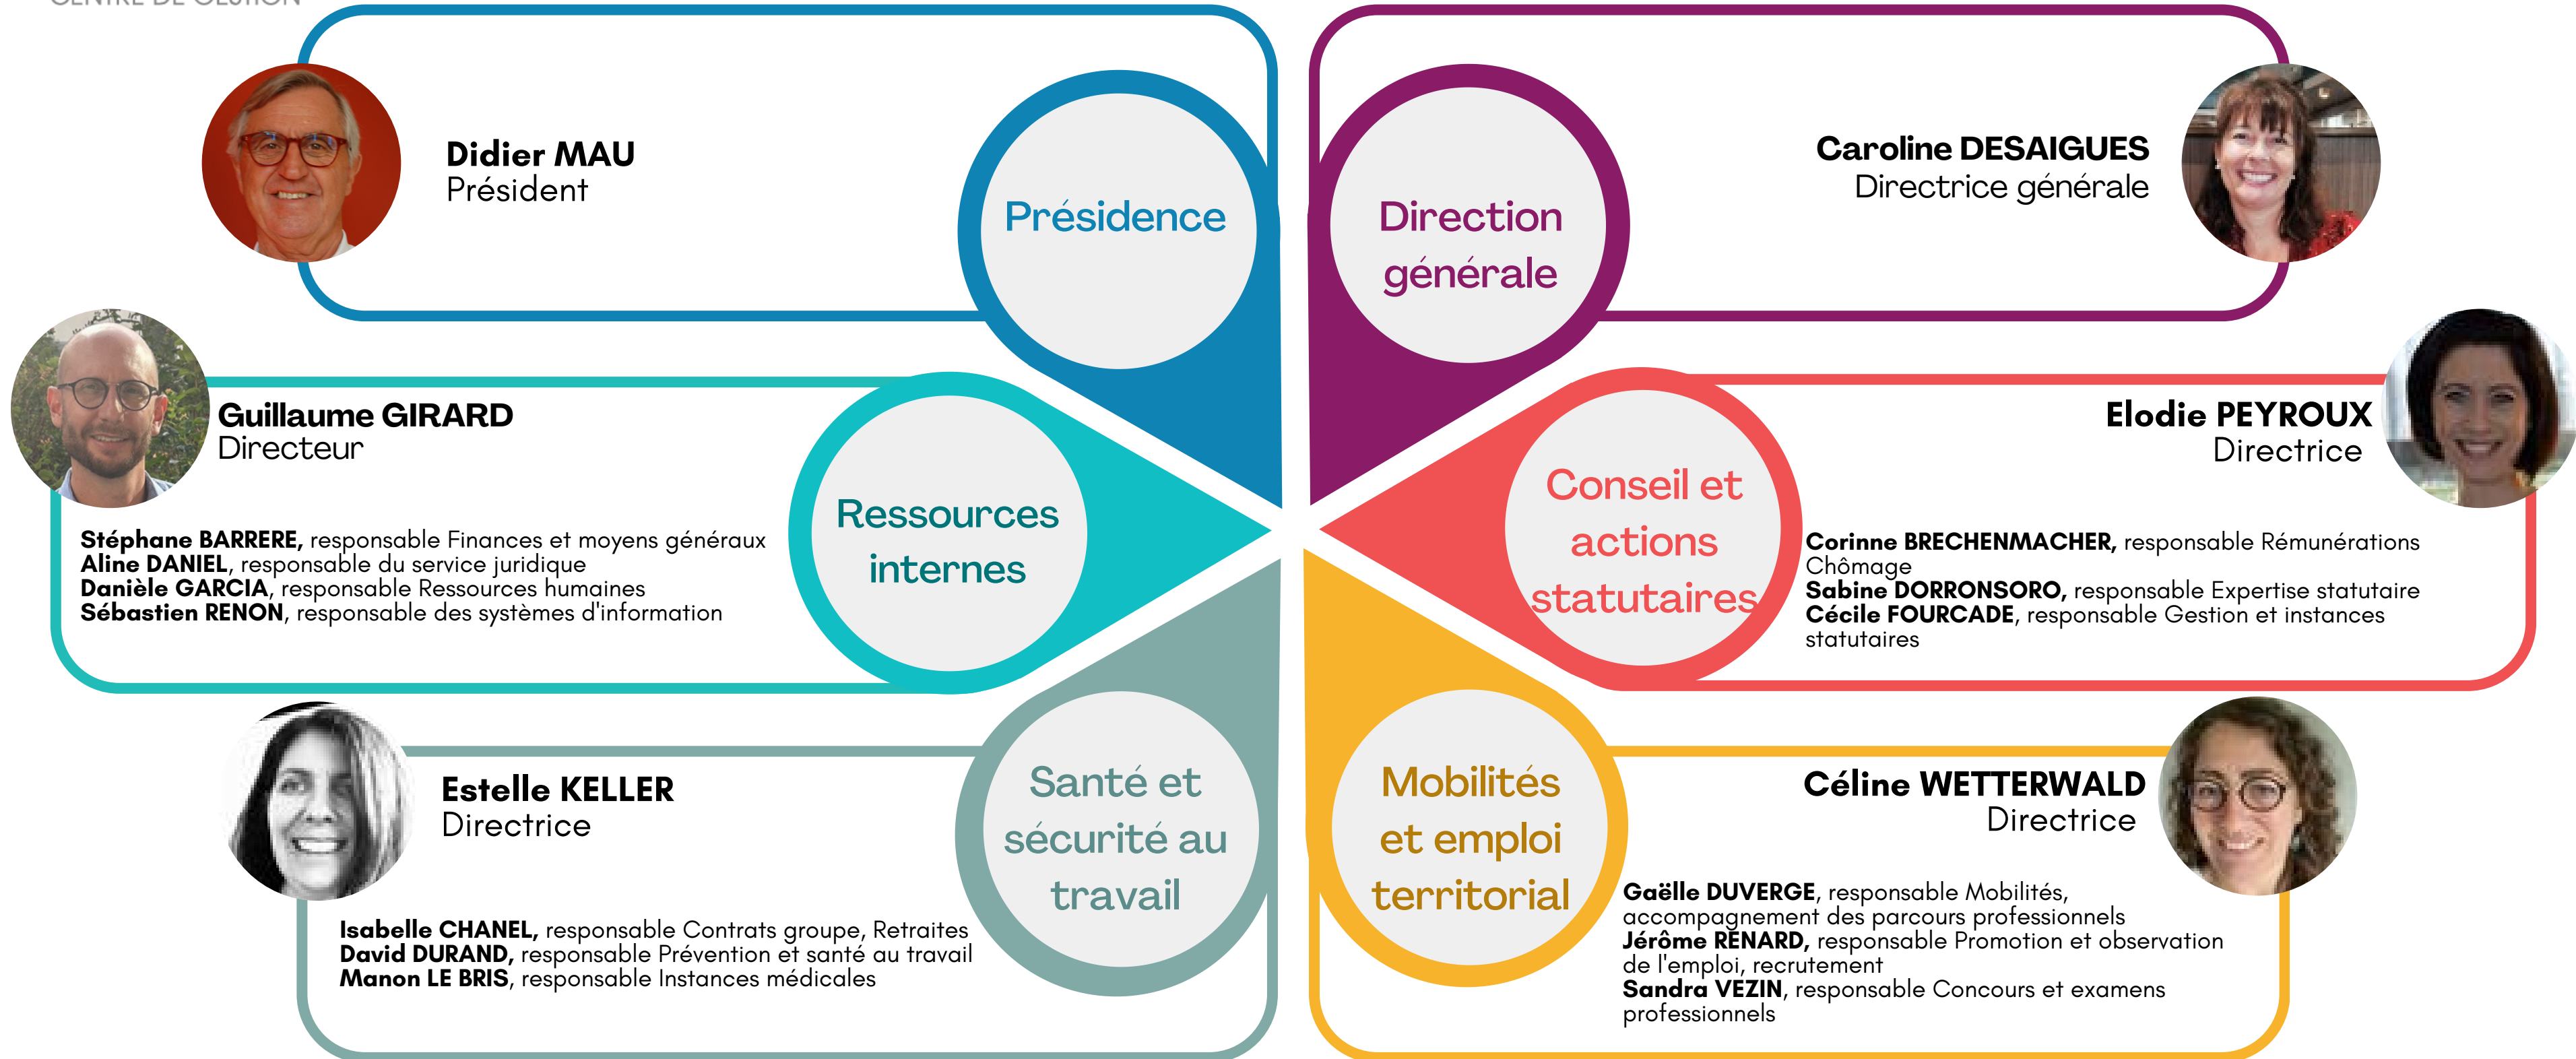 CENTRE DE GESTION
Didier MAU
Président
Présidence
Direction
générale
Caroline DESAIGUES
Directrice générale
Guillaume GIRARD
Directeur
Stéphane BARRERE, responsable Finances et moyens généraux
Aline DANIEL, responsable du service juridique
Danièle GARCIA, responsable Ressources humaines
Sébastien RENON, responsable des systèmes d'information
Ressources
internes
Conseil et
actions
statutaires
Elodie PEYROUX
Directrice
Corinne BRECHENMACHER, responsable Rémunérations
Chômage
Sabine DORRONSORO, responsable Expertise statutaire
Cécile FOURCADE, responsable Gestion et instances
statutaires
Estelle KELLER
Directrice
Isabelle CHANEL, responsable Contrats groupe, Retraites
David DURAND, responsable Prévention et santé au travail
Manon LE BRIS, responsable Instances médicales
Santé et
sécurité au
travail
Mobilités
et emploi
territorial
Céline WETTERWALD
Directrice
Gaëlle DUVERGE, responsable Mobilités,
accompagnement des parcours professionnels
Jérôme RENARD, responsable Promotion et observation
de l'emploi, recrutement
Sandra VEZIN, responsable Concours et examens
professionnels